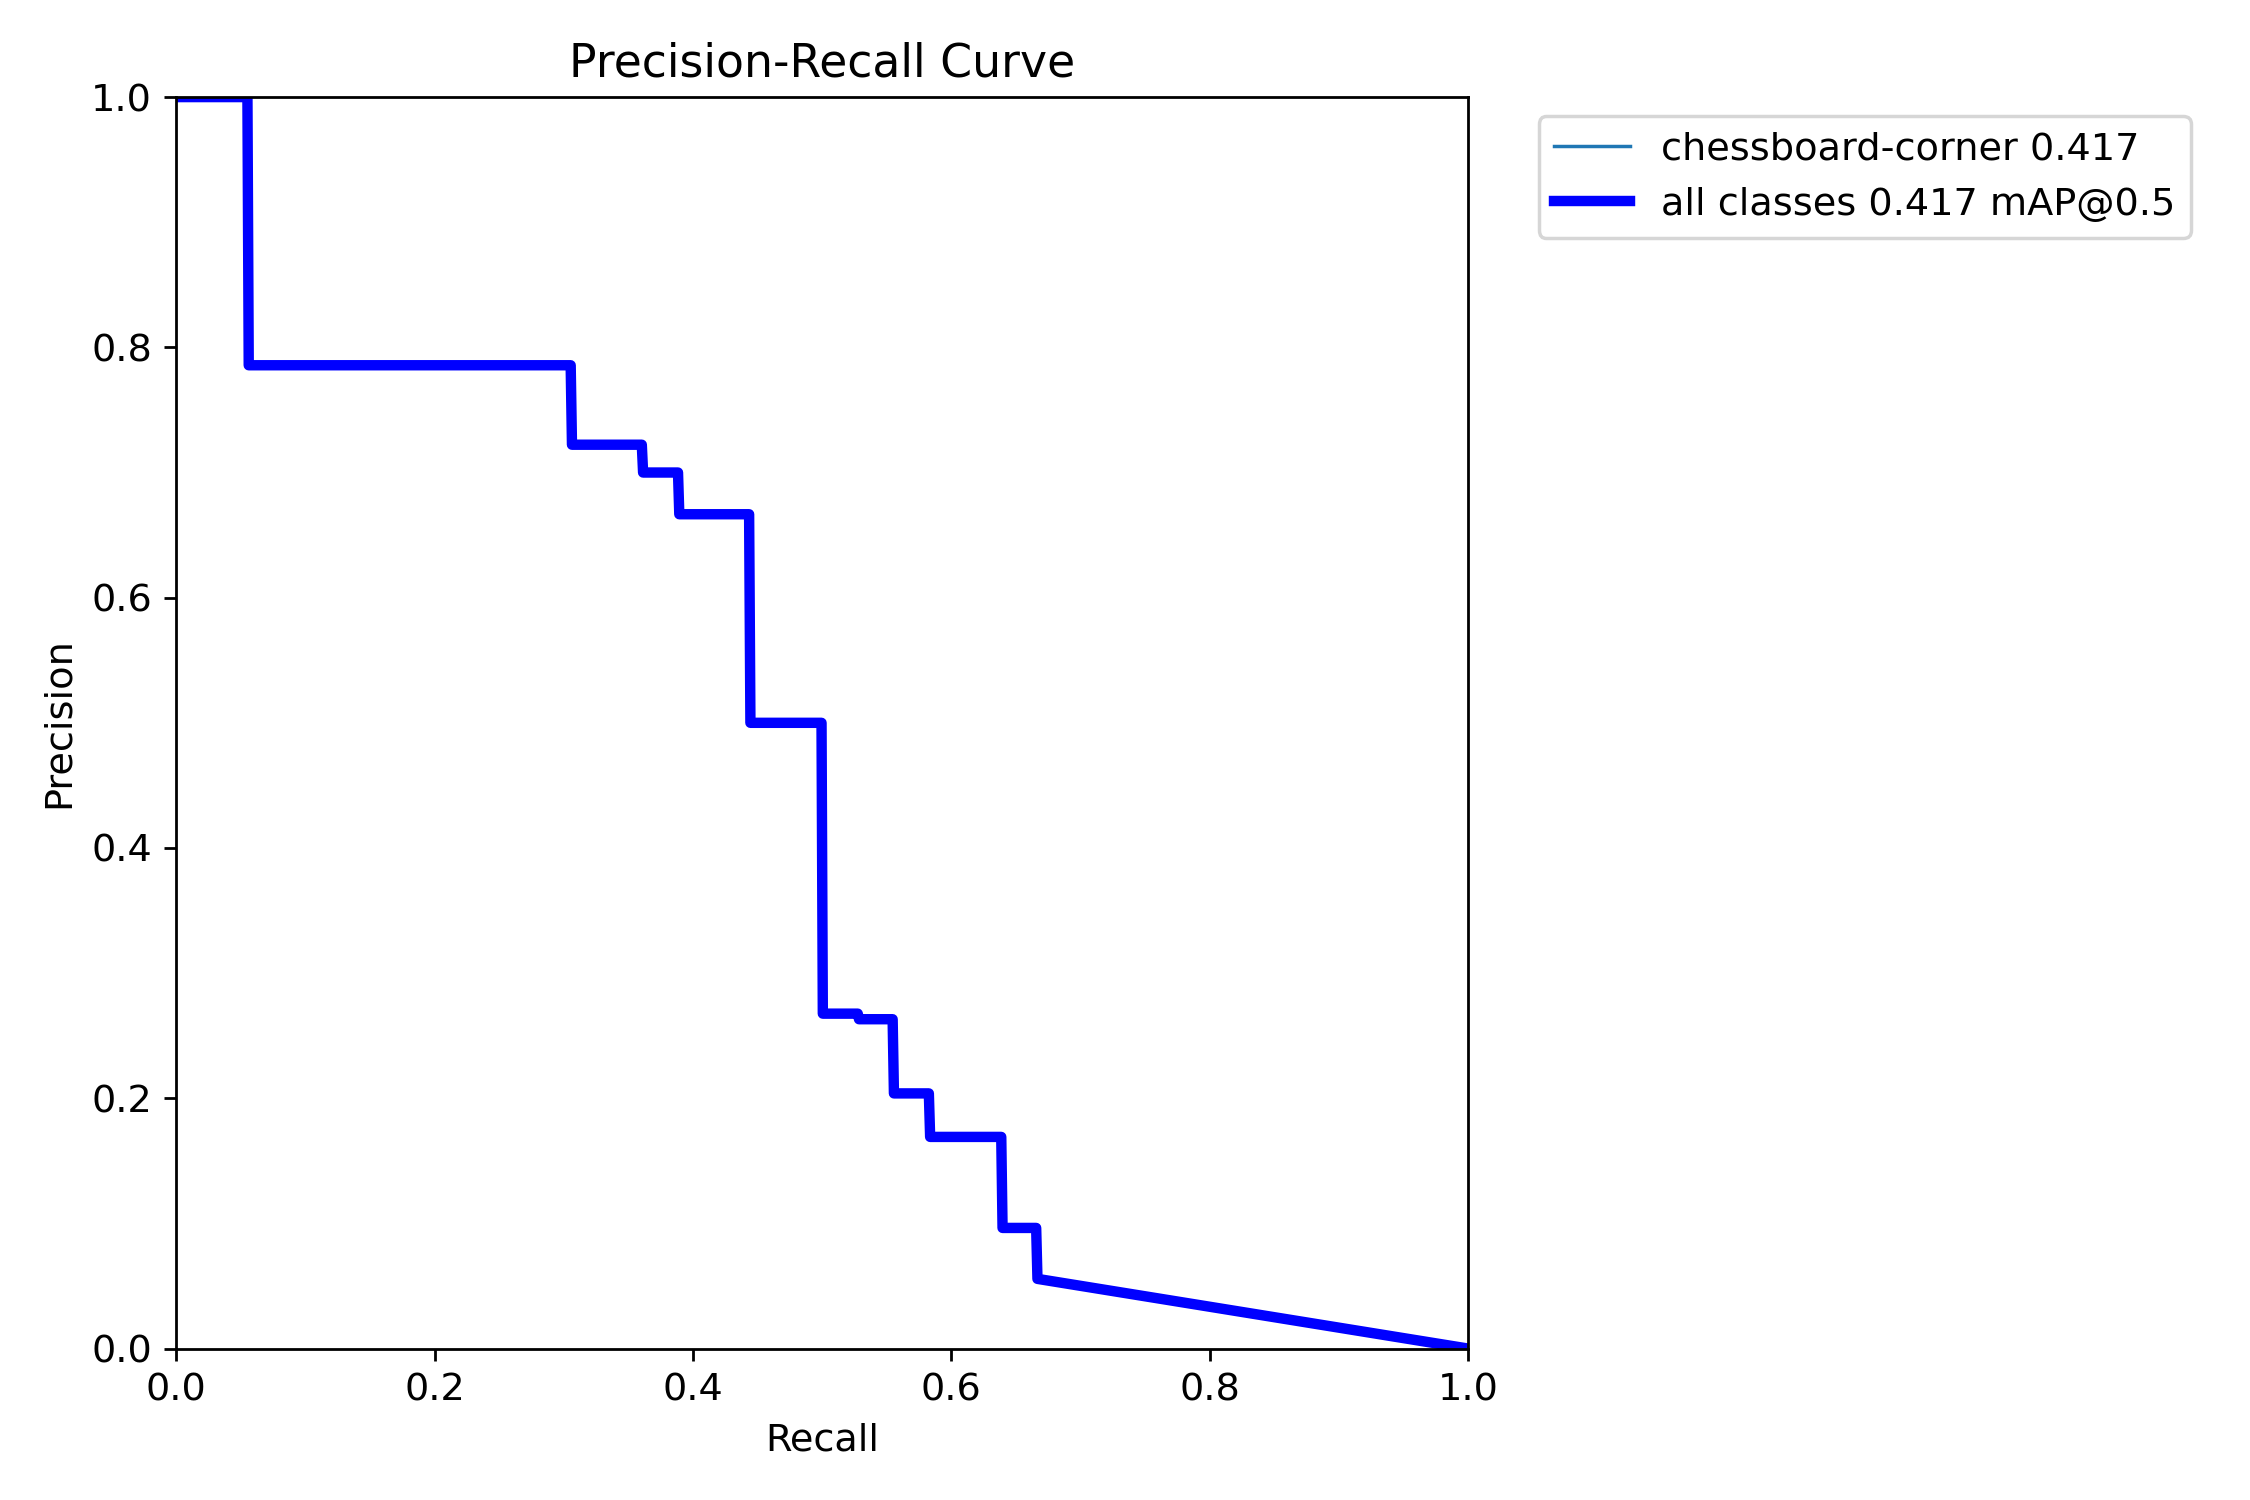 Precision-Recall Curve
1.0
0.8
0.6
0.4
0.2
0.0
Precision
0.0 0.2 0.4 0.6 0.8 1.0
Recall
chessboard-corner 0.417
all classes 0.417 mAP@0.5